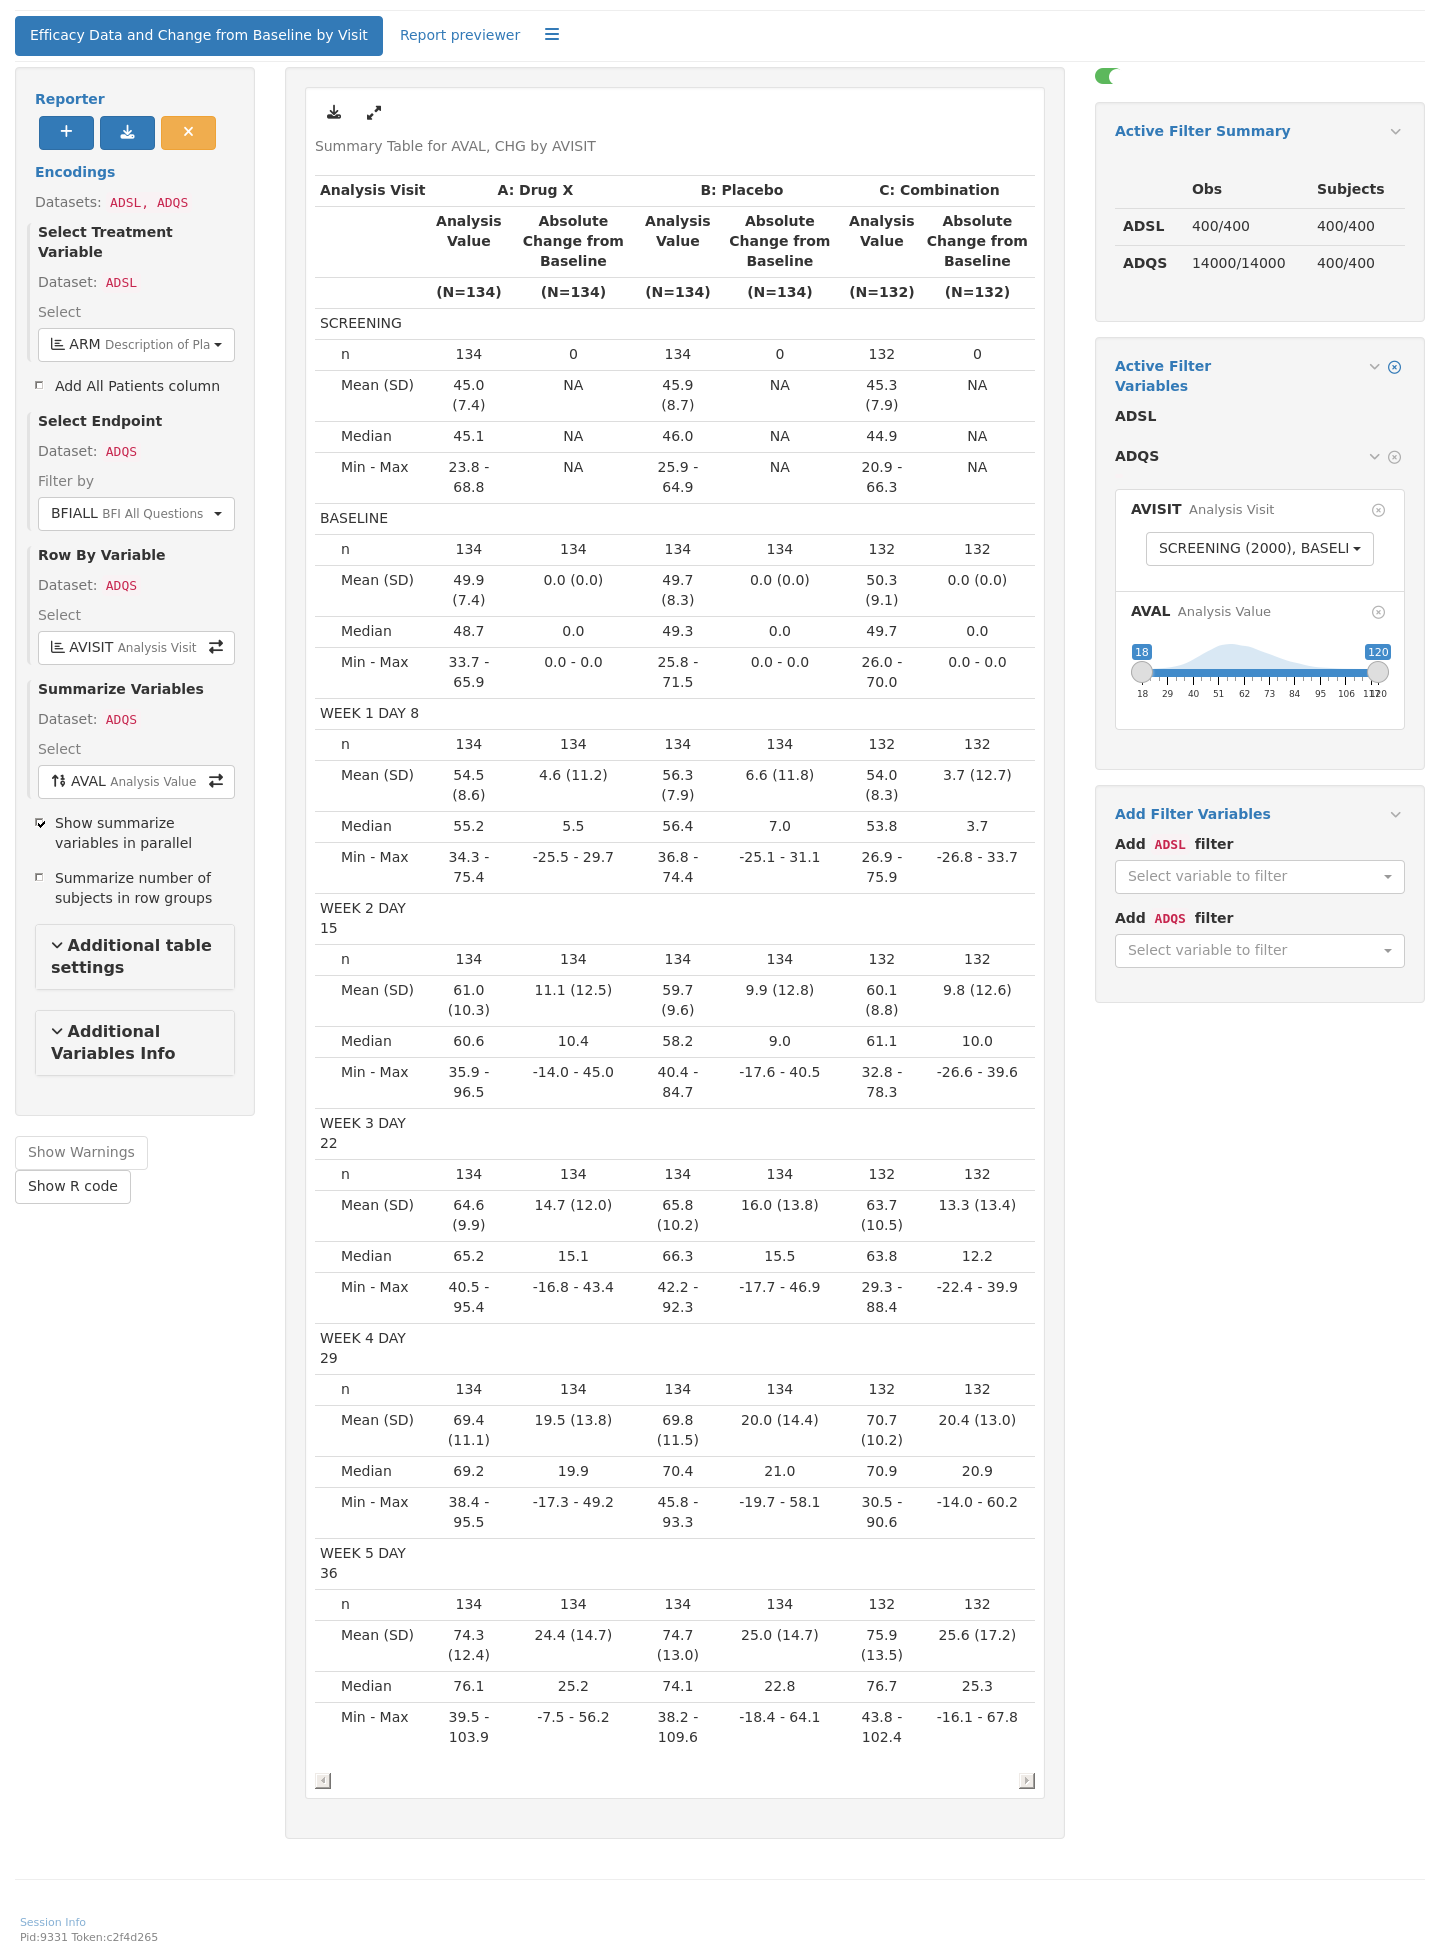 Efficacy Data and Change from Baseline by Visit
Report previewer
Reporter
Encodings
Datasets: ADSL, ADQS
Select Treatment
Variable
Dataset: ADSL
Select
ARM Description of Pla
Add All Patients column
Select Endpoint
Dataset: ADQS
Filter by
BFIALL BFI All Questions
Row By Variable
Dataset: ADQS
Select
AVISIT Analysis Visit
Summarize Variables
Dataset: ADQS
Select
AVAL Analysis Value
Show summarize
variables in parallel
Summarize number of
subjects in row groups
Additional table
settings
Additional
Variables Info
Show Warnings
Show R code
Summary Table for AVAL, CHG by AVISIT
Analysis Visit A: Drug X B: Placebo C: Combination
Analysis Absolute Analysis Absolute Analysis Absolute
Value Change from Value Change from Value Change from
Baseline Baseline Baseline
(N=134) (N=134) (N=134) (N=134) (N=132) (N=132)
SCREENING
n 134 0 134 0 132 0
Mean (SD) 45.0 NA 45.9 NA 45.3 NA
(7.4) (8.7) (7.9)
Median 45.1 NA 46.0 NA 44.9 NA
Min - Max 23.8 - NA 25.9 - NA 20.9 - NA
68.8 64.9 66.3
BASELINE
n 134 134 134 134 132 132
Mean (SD) 49.9 0.0 (0.0) 49.7 0.0 (0.0) 50.3 0.0 (0.0)
(7.4) (8.3) (9.1)
Median 48.7 0.0 49.3 0.0 49.7 0.0
Min - Max 33.7 - 0.0 - 0.0 25.8 - 0.0 - 0.0 26.0 - 0.0 - 0.0
65.9 71.5 70.0
WEEK 1 DAY 8
n 134 134 134 134 132 132
Mean (SD) 54.5 4.6 (11.2) 56.3 6.6 (11.8) 54.0 3.7 (12.7)
(8.6) (7.9) (8.3)
Median 55.2 5.5 56.4 7.0 53.8 3.7
Min - Max 34.3 - -25.5 - 29.7 36.8 - -25.1 - 31.1 26.9 - -26.8 - 33.7
75.4 74.4 75.9
WEEK 2 DAY
15
n 134 134 134 134 132 132
Mean (SD) 61.0 11.1 (12.5) 59.7 9.9 (12.8) 60.1 9.8 (12.6)
(10.3) (9.6) (8.8)
Median 60.6 10.4 58.2 9.0 61.1 10.0
Min - Max 35.9 - -14.0 - 45.0 40.4 - -17.6 - 40.5 32.8 - -26.6 - 39.6
96.5 84.7 78.3
WEEK 3 DAY
22
n 134 134 134 134 132 132
Mean (SD) 64.6 14.7 (12.0) 65.8 16.0 (13.8) 63.7 13.3 (13.4)
(9.9) (10.2) (10.5)
Median 65.2 15.1 66.3 15.5 63.8 12.2
Min - Max 40.5 - -16.8 - 43.4 42.2 - -17.7 - 46.9 29.3 - -22.4 - 39.9
95.4 92.3 88.4
WEEK 4 DAY
29
n 134 134 134 134 132 132
Mean (SD) 69.4 19.5 (13.8) 69.8 20.0 (14.4) 70.7 20.4 (13.0)
(11.1) (11.5) (10.2)
Median 69.2 19.9 70.4 21.0 70.9 20.9
Min - Max 38.4 - -17.3 - 49.2 45.8 - -19.7 - 58.1 30.5 - -14.0 - 60.2
95.5 93.3 90.6
WEEK 5 DAY
36
n 134 134 134 134 132 132
Mean (SD) 74.3 24.4 (14.7) 74.7 25.0 (14.7) 75.9 25.6 (17.2)
(12.4) (13.0) (13.5)
Median 76.1 25.2 74.1 22.8 76.7 25.3
Min - Max 39.5 - -7.5 - 56.2 38.2 - -18.4 - 64.1 43.8 - -16.1 - 67.8
103.9 109.6 102.4
Active Filter Summary
Obs Subjects
ADSL 400/400 400/400
ADQS 14000/14000 400/400
Active Filter
Variables
ADSL
ADQS
AVISIT Analysis Visit
SCREENING (2000), BASELI
AVAL Analysis Value
18 120
18 29 40 51 62 73 84 95 106 117 120
Add Filter Variables
Add ADSL filter
Select variable to filter
Add ADQS filter
Select variable to filter
Session Info
Pid:9331 Token:c2f4d265